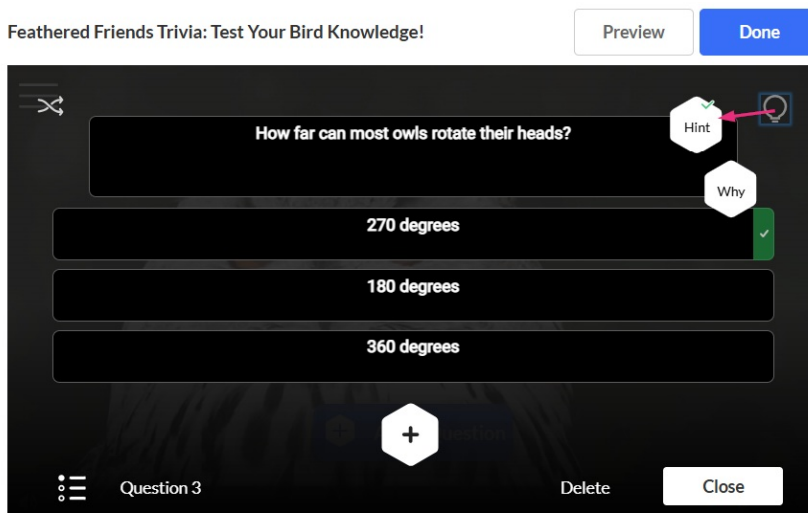 Feathered Friends Trivia: Test Your Bird Knowledge!
Preview
Done
How far can most owls rotate their heads?
Hint
Why
270 degrees
180 degrees
360 degrees
Question 3
Delete
Close